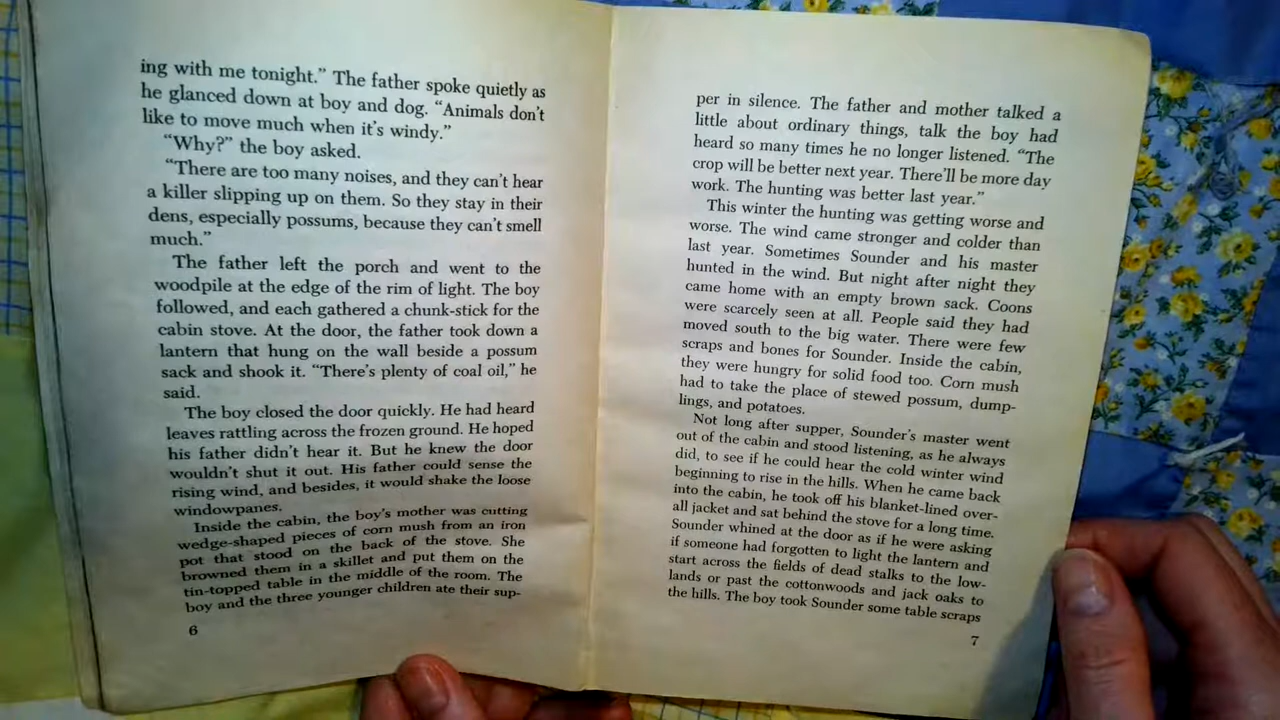 ing with me tonight.” The father spoke quietly as
he glanced down at boy and dog. “Animals don’t
like to move much when it’s windy.”
“Why?” the boy asked.
“There are too many noises, and they can’t hear
a killer slipping up on them. So they stay in their
dens, especially possums, because they can’t smell
much.”
The father left the porch and went to the
woodpile at the edge of the rim of light. The boy
followed, and each gathered a chunk-stick for the
cabin stove. At the door, the father took down a
lantern that hung on the wall beside a possum
sack and shook it. “There’s plenty of coal oil,” he
said.
The boy closed the door quickly. He had heard
leaves rattling across the frozen ground. He hoped
his father didn’t hear it. But he knew the door
wouldn’t shut it out. His father could sense the
rising wind, and besides, it would shake the loose
windowpanes.
Inside the cabin, the boy’s mother was cutting
wedge-shaped pieces of corn mush from an iron
pot that stood on the back of the stove. She
browned them in a skillet and put them on the
tin-topped table in the middle of the room. The
boy and the three younger children ate their sup-
6
per in silence. The father and mother talked a
little about ordinary things, talk the boy had
heard so many times he no longer listened. “The
crop will be better next year. There’ll be more day
work. The hunting was better last year.”
This winter the hunting was getting worse and
worse. The wind came stronger and colder than
last year. Sometimes Sounder and his master
hunted in the wind. But night after night they
came home with an empty brown sack. Coons
were scarcely seen at all. People said they had
moved south to the big water. There were few
scraps and bones for Sounder. Inside the cabin,
they were hungry for solid food too. Corn mush
had to take the place of stewed possum, dump-
lings, and potatoes.
Not long after supper, Sounder’s master went
out of the cabin and stood listening, as he always
did, to see if he could hear the cold winter wind
beginning to rise in the hills. When he came back
into the cabin, he took off his blanket-lined over-
all jacket and sat behind the stove for a long time.
Sounder whined at the door as if he were asking
if someone had forgotten to light the lantern and
start across the fields of dead stalks to the low-
lands or past the cottonwoods and jack oaks to
the hills. The boy took Sounder some table scraps
7